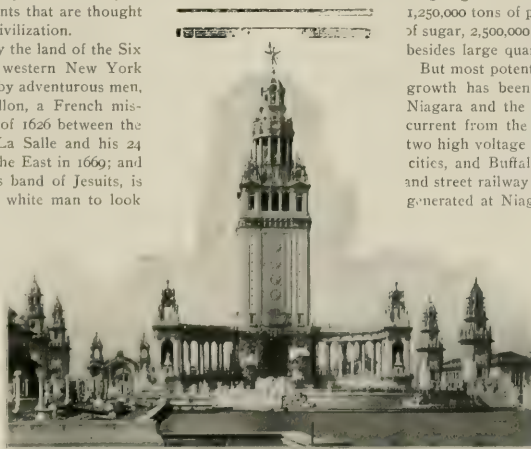 nts that are thought
ivilization.
y the land of the Six
western New York
by adventurous men,
llon, a French mis-
of 1626 between the
La Salle and his 24
he East in 1669; and
s band of Jesuits, is
white man to look
1,250,000 tons of p
of sugar, 2,500,000
besides large quan
But most potent
growth has been
Niagara and the
current from the
two high voltage
cities, and Buffal
and street railway
generated at Niag